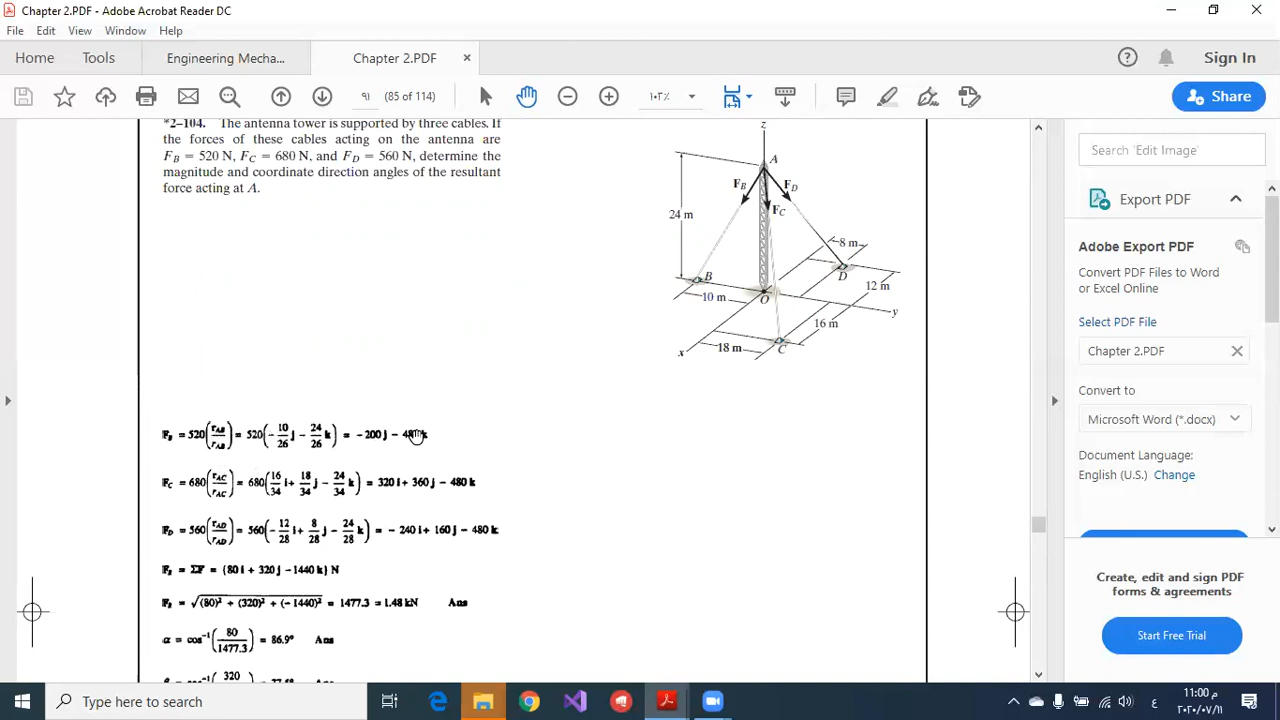 Chapter 2.PDF - Adobe Acrobat Reader DC
File Edit View Window Help
Home Tools Engineering Mecha... Chapter 2.PDF × Sign In
٩١ (85 of 114) ١٠٢٪ Share
*2–104. The antenna tower is supported by three cables. If
the forces of these cables acting on the antenna are
F_B = 520 N, F_C = 680 N, and F_D = 560 N, determine the
magnitude and coordinate direction angles of the resultant
force acting at A.
z
A
F_B F_D
F_C
24 m
8 m
B
D
10 m O 12 m
y
16 m
18 m C
x
F_B = 520(r_AB/r_AB) = 520(-10/26 j - 24/26 k) = -200 j - 480 k
F_C = 680(r_AC/r_AC) = 680(16/34 i + 18/34 j - 24/34 k) = 320 i + 360 j - 480 k
F_D = 560(r_AD/r_AD) = 560(-12/28 i + 8/28 j - 24/28 k) = - 240 i + 160 j - 480 k
F_R = ΣF = {80 i + 320 j - 1440 k} N
F_R = √(80)² + (320)² + (-1440)² = 1477.3 = 1.48 kN Ans
α = cos⁻¹(80/1477.3) = 86.9° Ans
320
Search 'Edit Image'
Export PDF
Adobe Export PDF
Convert PDF Files to Word
or Excel Online
Select PDF File
Chapter 2.PDF
Convert to
Microsoft Word (*.docx)
Document Language:
English (U.S.) Change
Create, edit and sign PDF
forms & agreements
Start Free Trial
Type here to search
ع
م 11:00
٢٠٢٠/٠٧/١١